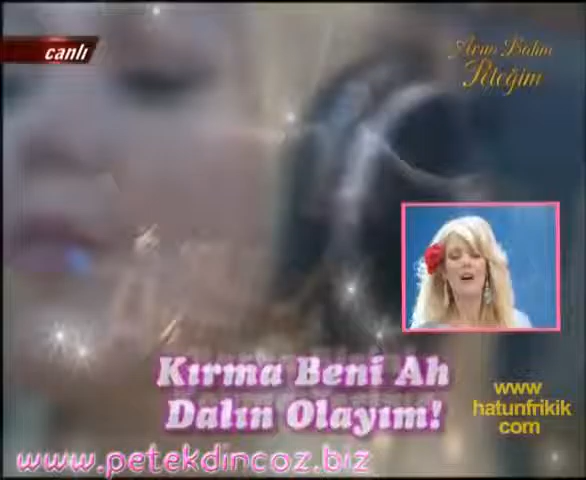 canlı
Arım Balım
Peteğim
Kırma Beni Ah
Dalın Olayım!
www
hatunfrikik
com
www.petekdincoz.biz